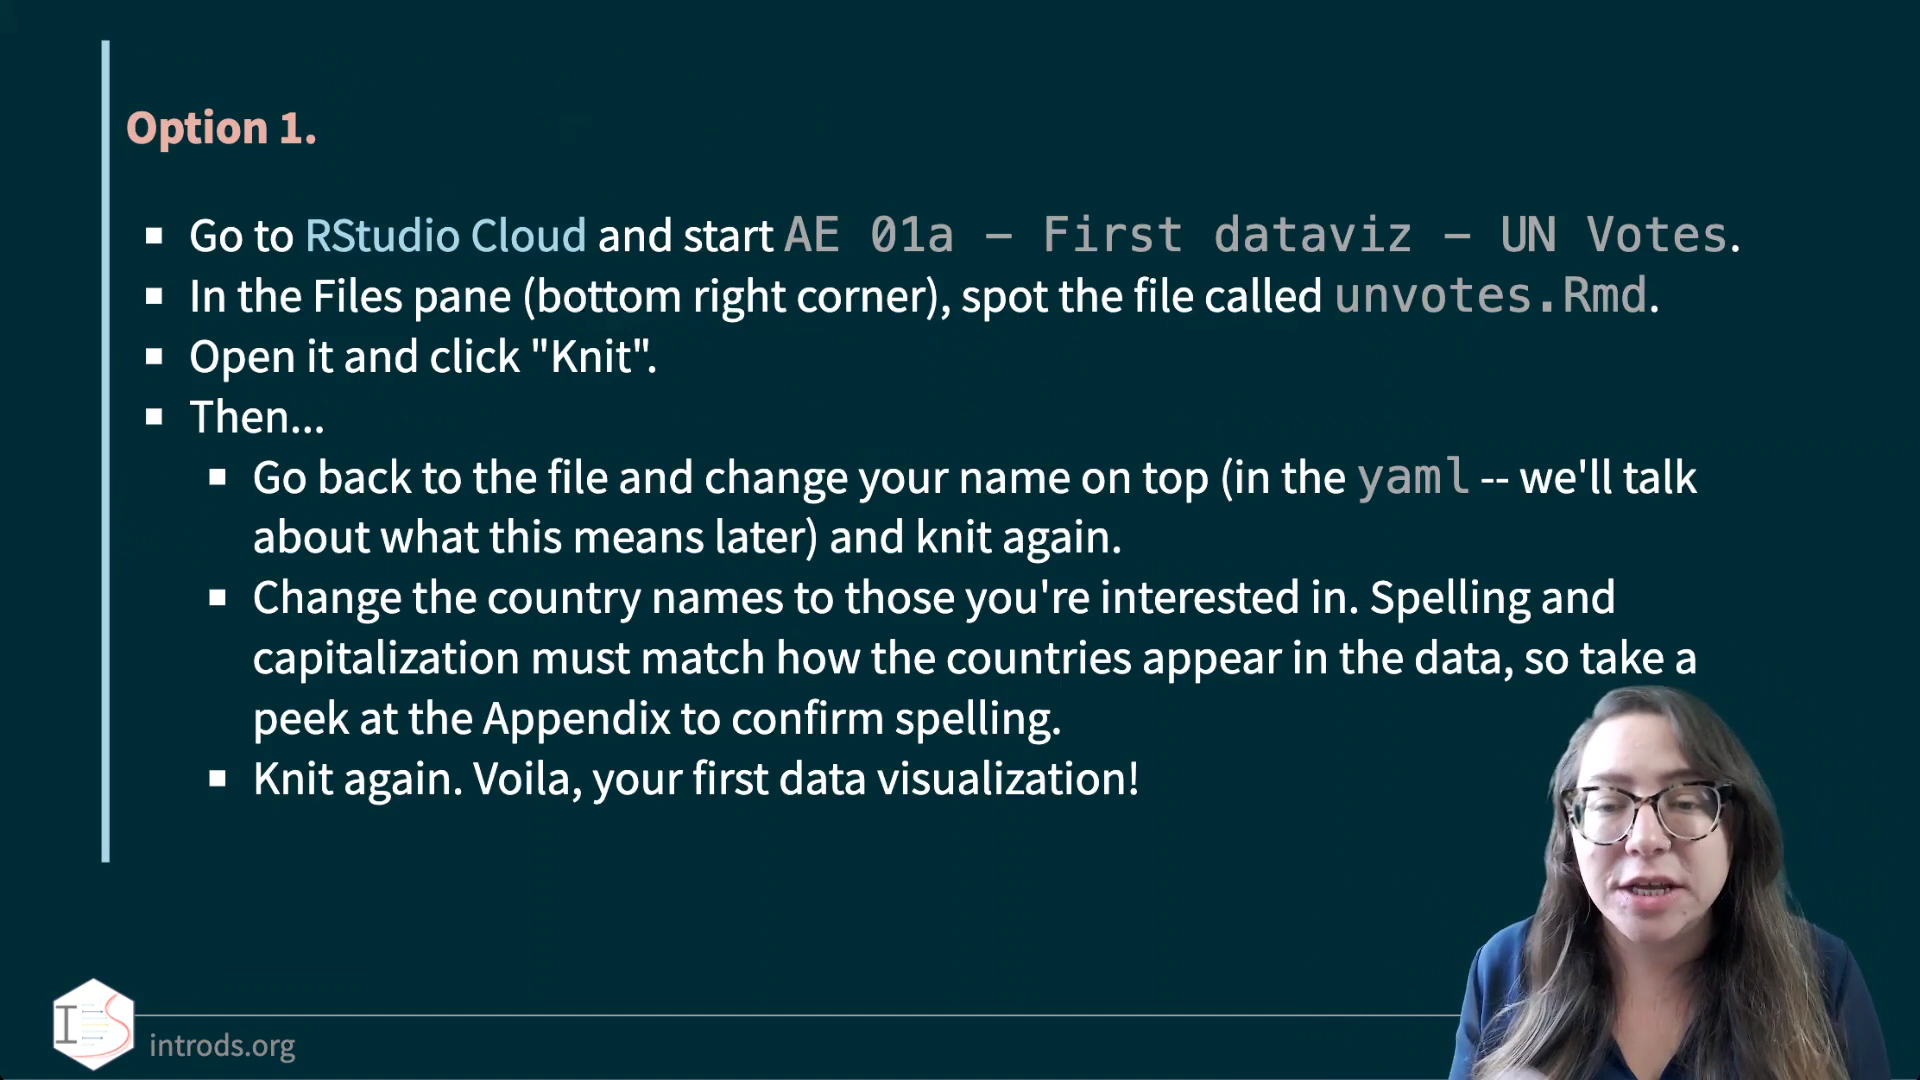 Option 1.
Go to RStudio Cloud and start AE 01a - First dataviz - UN Votes.
In the Files pane (bottom right corner), spot the file called unvotes.Rmd.
Open it and click "Knit".
Then...
Go back to the file and change your name on top (in the yaml -- we'll talk
about what this means later) and knit again.
Change the country names to those you're interested in. Spelling and
capitalization must match how the countries appear in the data, so take a
peek at the Appendix to confirm spelling.
Knit again. Voila, your first data visualization!
IDS
introds.org